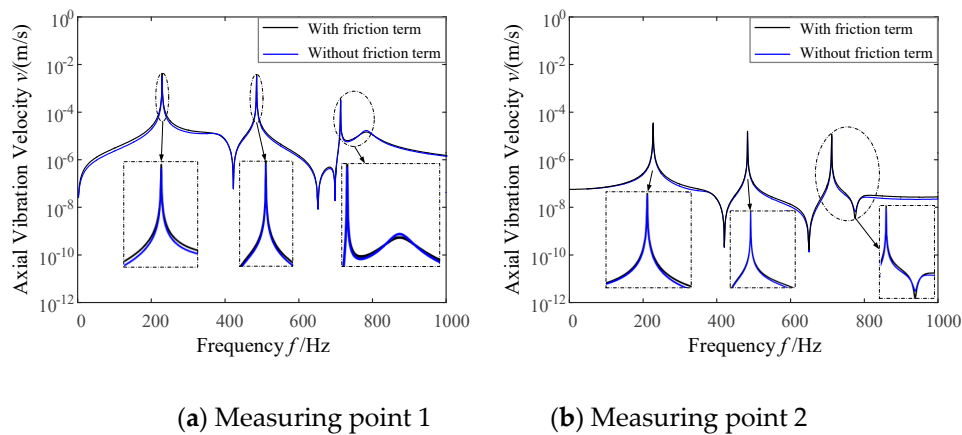 With friction term
Without friction term
Axial Vibration Velocity v/(m/s)
10^0
10^-2
10^-4
10^-6
10^-8
10^-10
10^-12
0 200 400 600 800 1000
Frequency f/Hz
(a) Measuring point 1
With friction term
Without friction term
Axial Vibration Velocity v/(m/s)
10^0
10^-2
10^-4
10^-6
10^-8
10^-10
10^-12
0 200 400 600 800 1000
Frequency f/Hz
(b) Measuring point 2